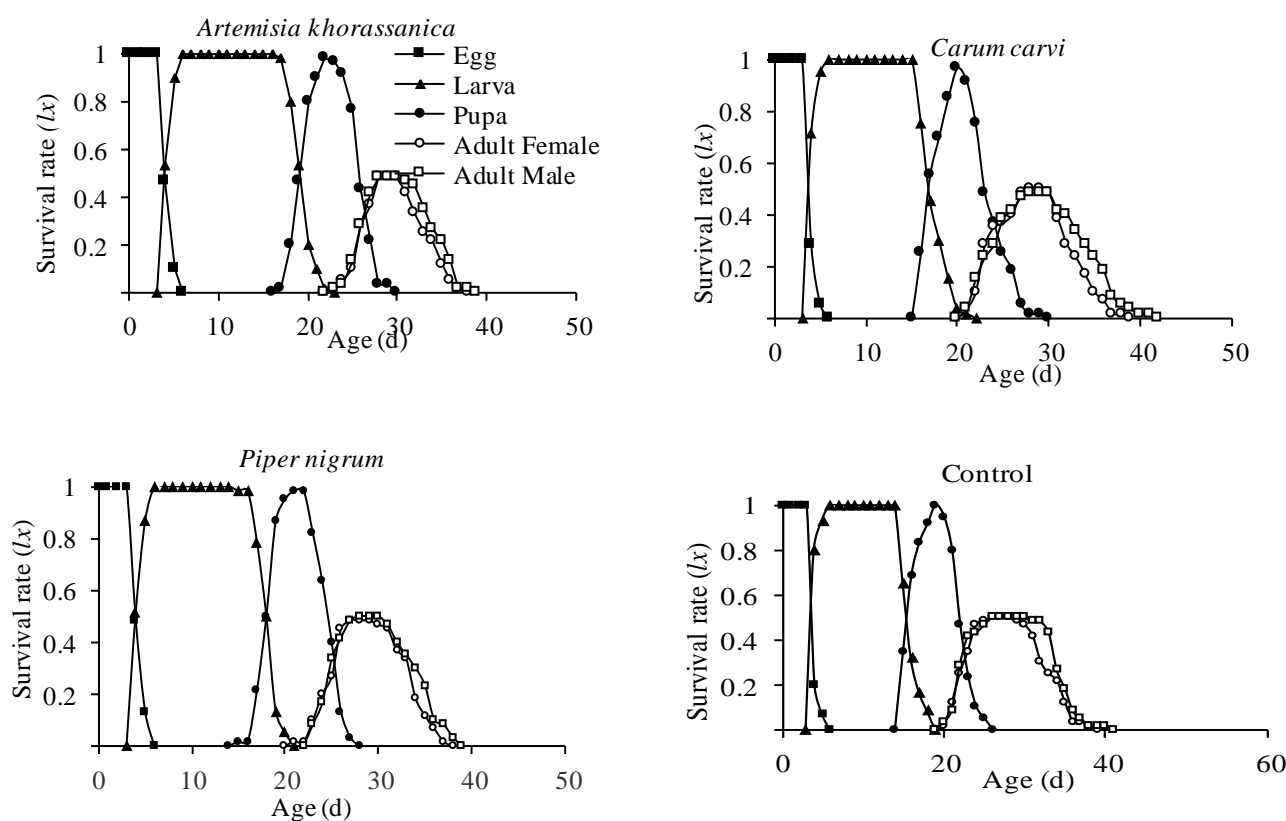 Artemisia khorassanica
Survival rate (lx)
1
0.8
0.6
0.4
0.2
0 10 20 30 40 50
Age (d)
Egg
Larva
Pupa
Adult Female
Adult Male
Carum carvi
Survival rate (lx)
1
0.8
0.6
0.4
0.2
0 10 20 30 40 50
Age (d)
Piper nigrum
Survival rate (lx)
1
0.8
0.6
0.4
0.2
0 10 20 30 40 50
Age (d)
Control
Survival rate (lx)
1
0.8
0.6
0.4
0.2
0 20 40 60
Age (d)